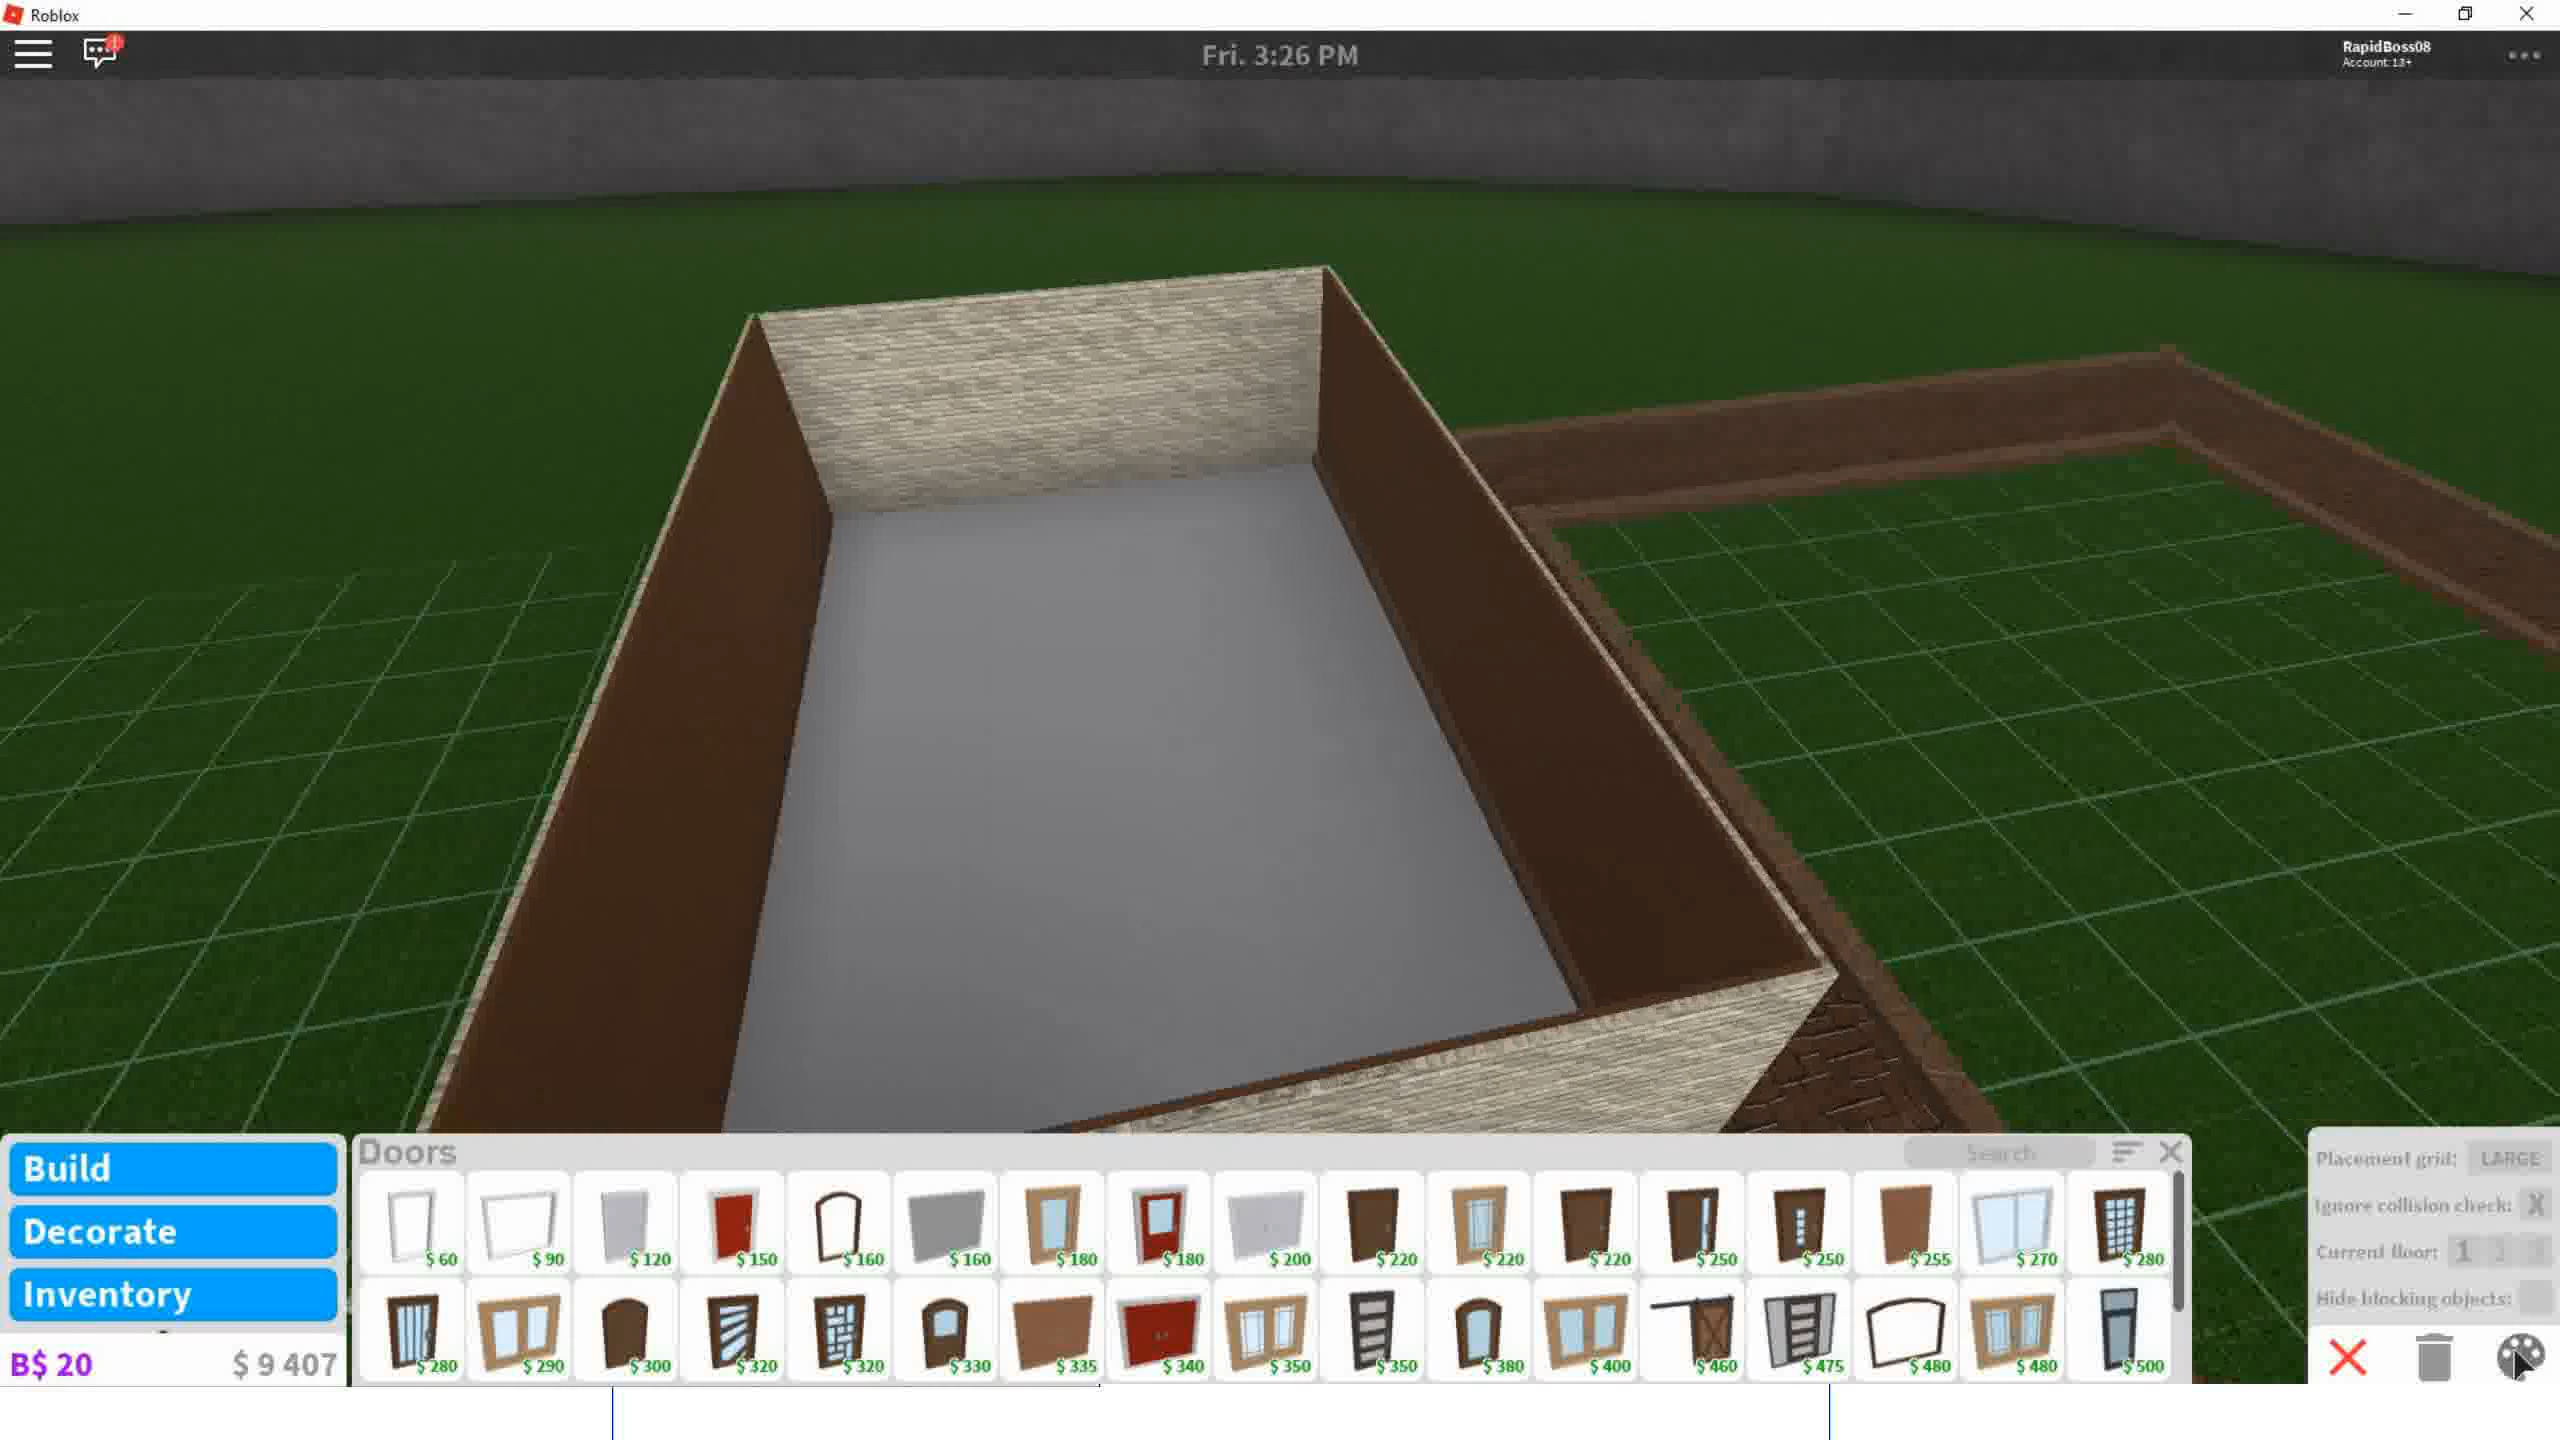 Roblox
Fri. 3:26 PM
RapidBoss08
Account: 13+
Build
Decorate
Inventory
B$ 20
$ 9 407
Doors
Search
$ 60
$ 90
$ 120
$ 150
$ 160
$ 160
$ 180
$ 180
$ 200
$ 220
$ 220
$ 220
$ 250
$ 250
$ 255
$ 270
$ 280
$ 280
$ 290
$ 300
$ 320
$ 320
$ 330
$ 335
$ 340
$ 350
$ 350
$ 380
$ 400
$ 460
$ 475
$ 480
$ 480
$ 500
Placement grid: LARGE
Ignore collision check: X
Current floor: 1
Hide blocking objects: